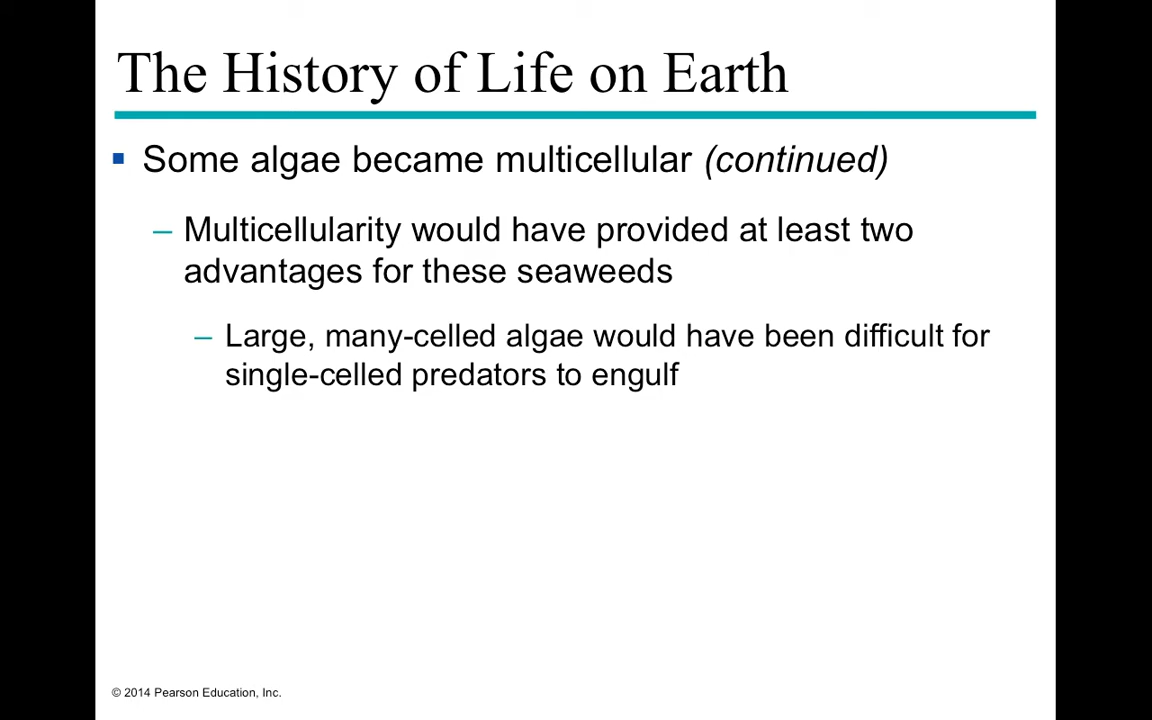 The History of Life on Earth
▪ Some algae became multicellular (continued)
– Multicellularity would have provided at least two
advantages for these seaweeds
– Large, many-celled algae would have been difficult for
single-celled predators to engulf
© 2014 Pearson Education, Inc.